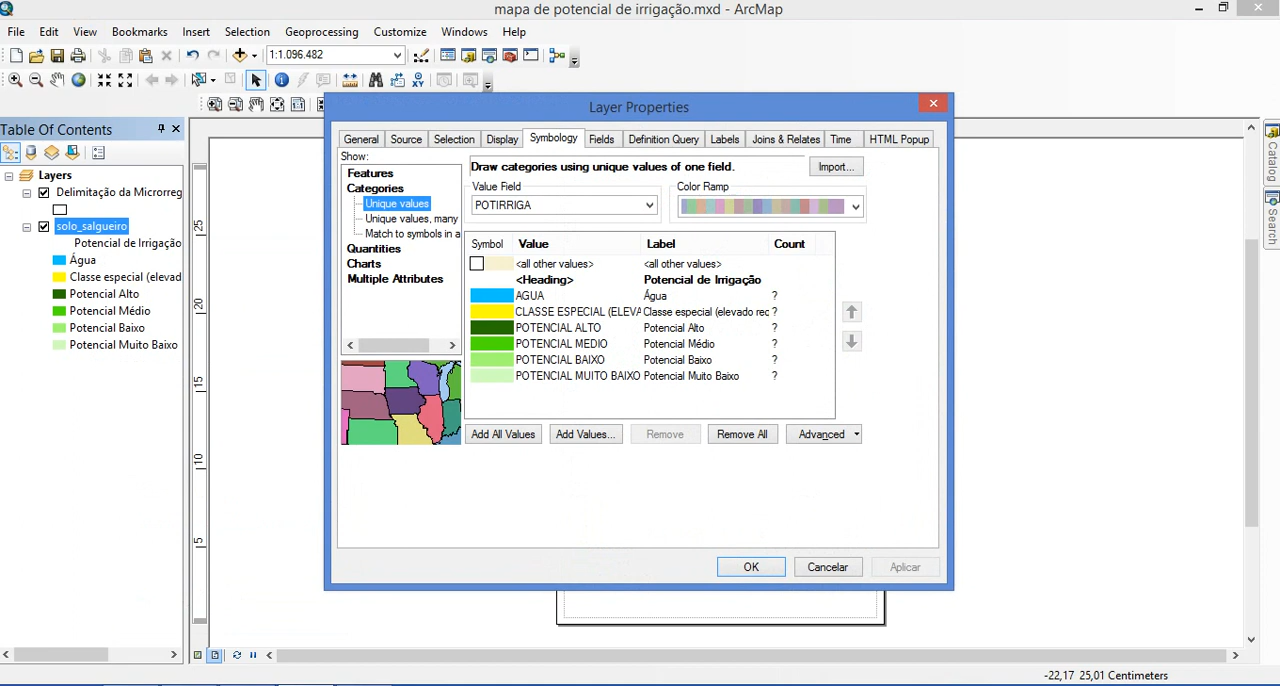 mapa de potencial de irrigação.mxd - ArcMap
File Edit View Bookmarks Insert Selection Geoprocessing Customize Windows Help
1:1.096.482
Table Of Contents
Layers
Delimitação da Microrreg
solo_salgueiro
Potencial de Irrigação
Água
Classe especial (elevad
Potencial Alto
Potencial Médio
Potencial Baixo
Potencial Muito Baixo
25
20
15
10
5
Layer Properties
General Source Selection Display Symbology Fields Definition Query Labels Joins & Relates Time HTML Popup
Show:
Features
Categories
Unique values
Unique values, many
Match to symbols in a
Quantities
Charts
Multiple Attributes
Draw categories using unique values of one field.
Import...
Value Field
POTIRRIGA
Color Ramp
Symbol Value Label Count
<all other values> <all other values>
<Heading> Potencial de Irrigação
AGUA Água ?
CLASSE ESPECIAL (ELEVA Classe especial (elevado rec ?
POTENCIAL ALTO Potencial Alto ?
POTENCIAL MEDIO Potencial Médio ?
POTENCIAL BAIXO Potencial Baixo ?
POTENCIAL MUITO BAIXO Potencial Muito Baixo ?
Add All Values Add Values... Remove Remove All Advanced
OK Cancelar Aplicar
Catalog
Search
-22,17 25,01 Centimeters